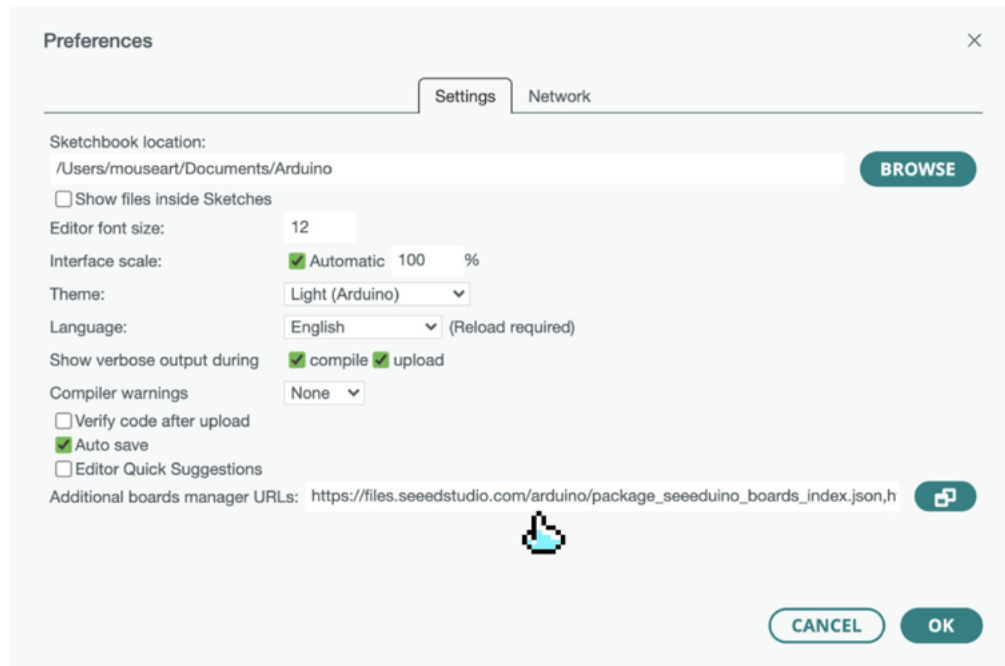 Preferences
Settings Network
Sketchbook location:
/Users/mouseart/Documents/Arduino
BROWSE
Show files inside Sketches
Editor font size: 12
Interface scale: Automatic 100 %
Theme: Light (Arduino)
Language: English (Reload required)
Show verbose output during compile upload
Compiler warnings None
Verify code after upload
Auto save
Editor Quick Suggestions
Additional boards manager URLs: https://files.seeedstudio.com/arduino/package_seeeduino_boards_index.json,h
CANCEL OK